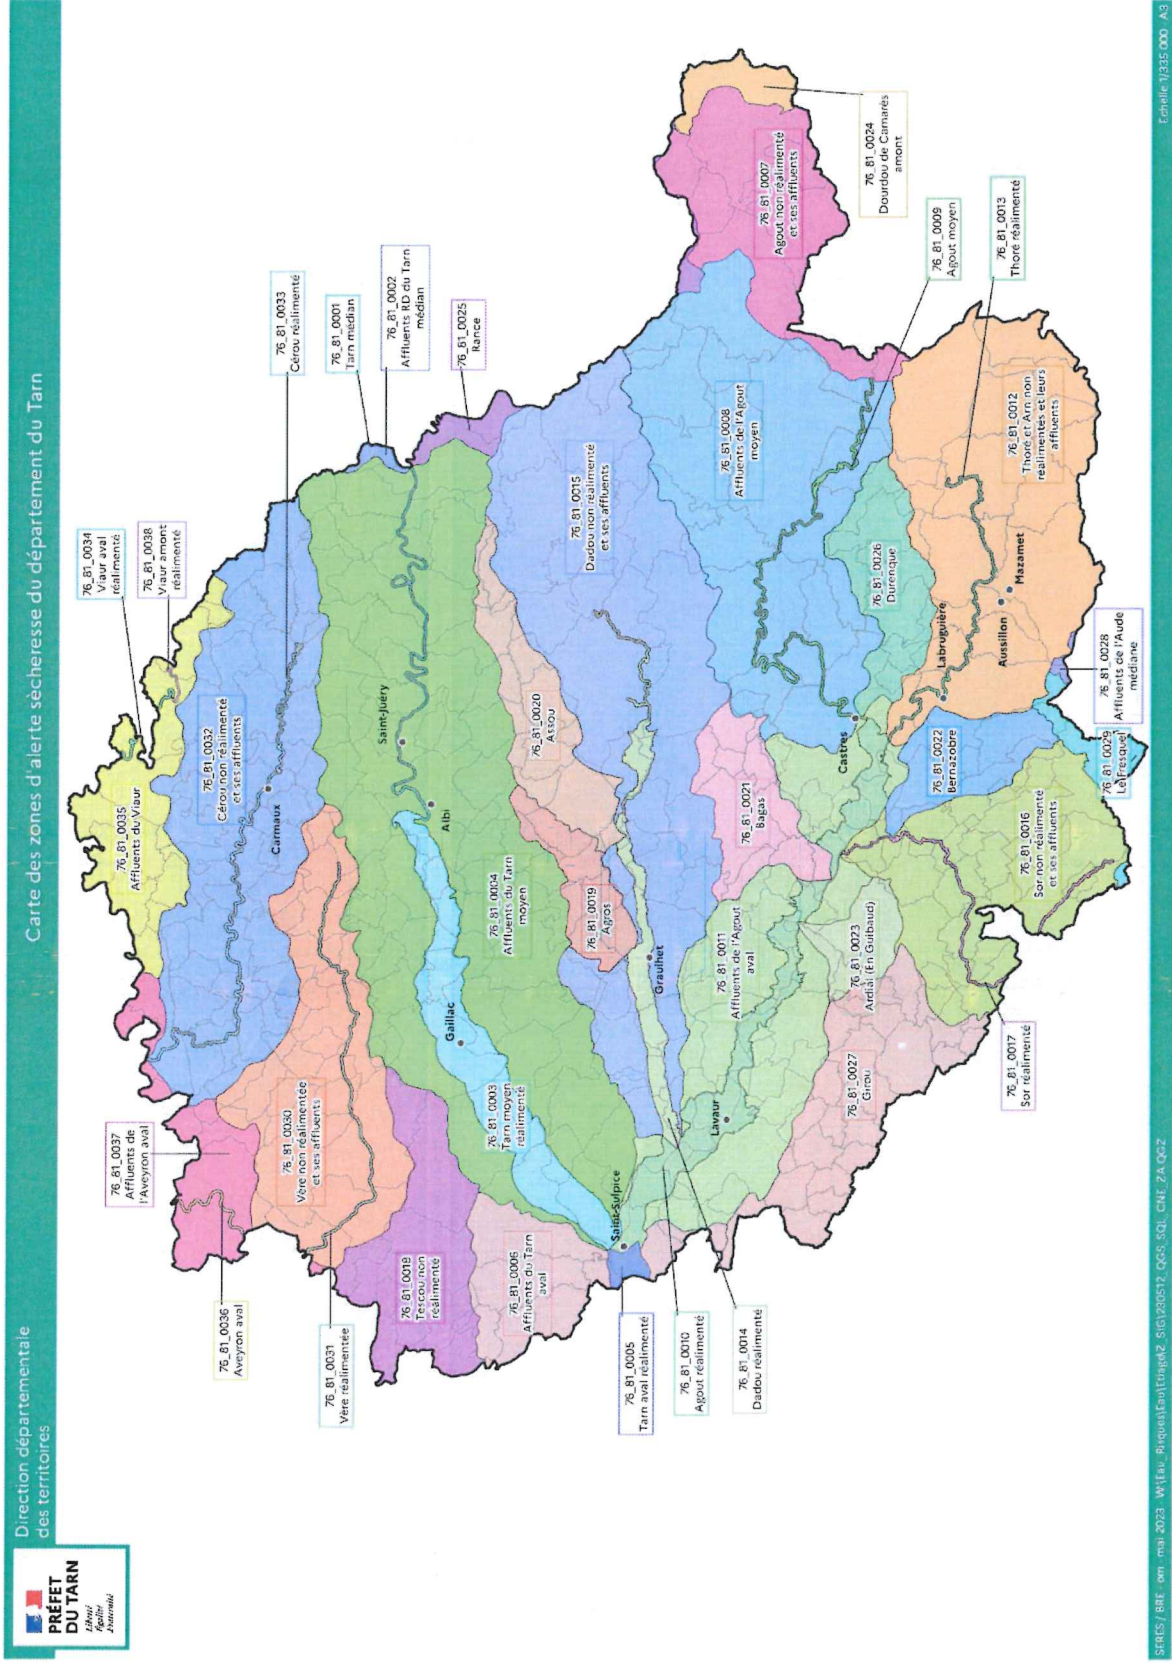 PRÉFET
DU TARN
Liberté
Égalité
Fraternité
Direction départementale
des territoires
Carte des zones d'alerte sècheresse du département du Tarn
76_81_0037
Affluents de
l'Aveyron aval
76_81_0036
Aveyron aval
76_81_0035
Affluents du Viaur
76_81_0034
Viaur aval
réalimenté
76_81_0038
Viaur amont
réalimenté
76_81_0032
Cérou non réalimenté
et ses affluents
Carmaux
76_81_0033
Cérou réalimenté
76_81_0030
Vère non réalimentée
et ses affluents
76_81_0031
Vère réalimentée
76_81_0001
Tarn médian
76_81_0002
Affluents RD du Tarn
médian
76_81_0025
Rance
Saint-Juéry
Albi
76_81_0018
Tescou non
réalimenté
Gaillac
76_81_0004
Affluents du Tarn
moyen
76_81_0003
Tarn moyen
réalimenté
76_81_0006
Affluents du Tarn
aval
76_81_0020
Assou
76_81_0015
Dadou non réalimenté
et ses affluents
76_81_0019
Agros
Saint-Sulpice
Graulhet
76_81_0005
Tarn aval réalimenté
76_81_0010
Agout réalimenté
76_81_0014
Dadou réalimenté
76_81_0011
Affluents de l'Agout
aval
76_81_0021
Bagas
76_81_0008
Affluents de l'Agout
moyen
76_81_0007
Agout non réalimenté
et ses affluents
76_81_0024
Dourdou de Camarès
amont
Lavaur
Castres
76_81_0023
Ardial (En Guibaud)
76_81_0026
Durenque
76_81_0009
Agout moyen
76_81_0027
Girou
76_81_0022
Bernazobre
Labruguière
76_81_0013
Thoré réalimenté
76_81_0017
Sor réalimenté
76_81_0016
Sor non réalimenté
et ses affluents
Aussillon
Mazamet
76_81_0012
Thoré et Arn non
réalimentés et leurs
affluents
76_81_0029
Le Fresquel
76_81_0028
Affluents de l'Aude
médiane
Echelle 1/335 000 A3